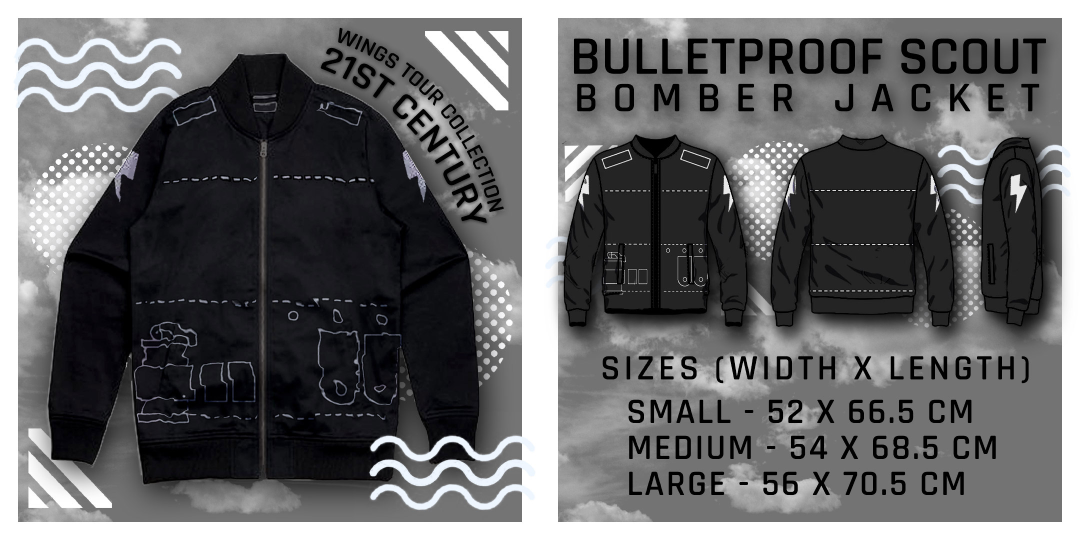 WINGS TOUR COLLECTION
21ST CENTURY
BULLETPROOF SCOUT
BOMBER JACKET
SIZES (WIDTH X LENGTH)
SMALL - 52 X 66.5 CM
MEDIUM - 54 X 68.5 CM
LARGE - 56 X 70.5 CM